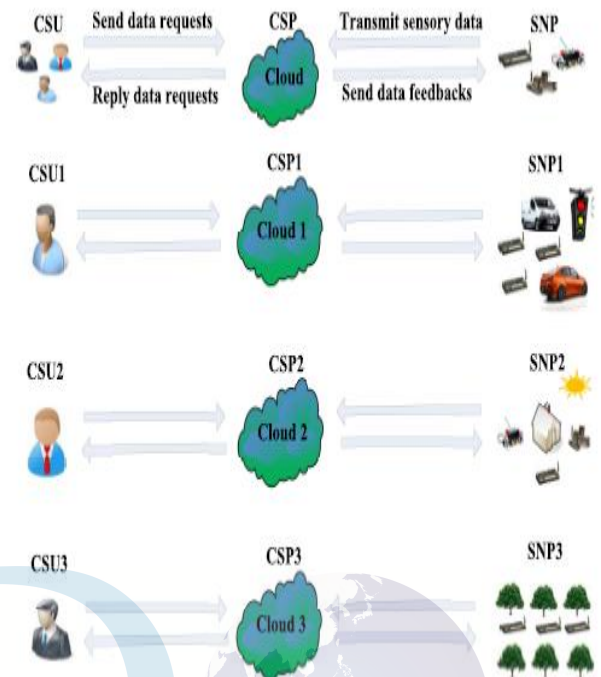 CSU Send data requests CSP Transmit sensory data SNP
Cloud
Reply data requests Send data feedbacks
CSU1 CSP1 SNP1
Cloud 1
CSU2 CSP2 SNP2
Cloud 2
CSU3 CSP3 SNP3
Cloud 3